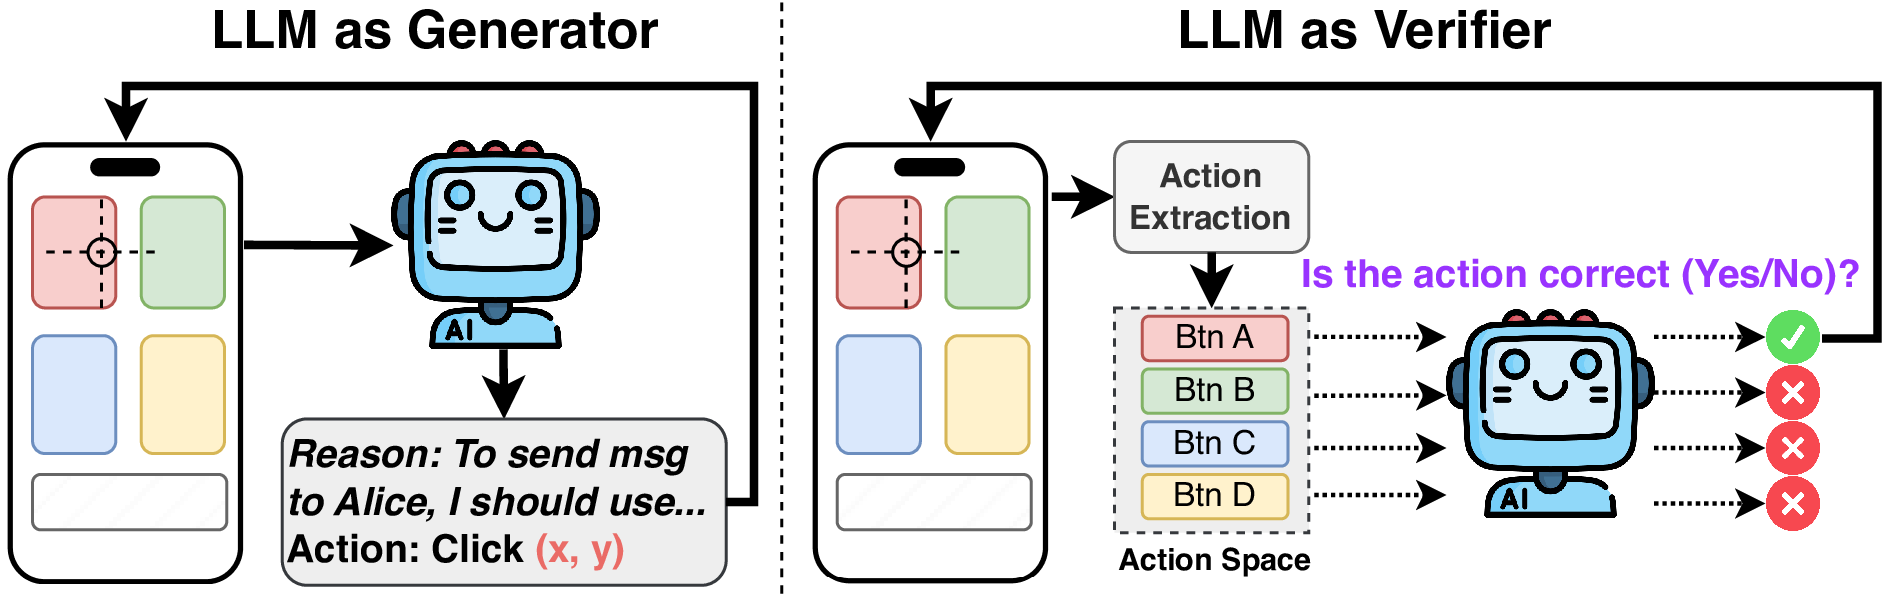 LLM as Generator
AI
Reason: To send msg
to Alice, I should use...
Action: Click (x, y)
LLM as Verifier
Action
Extraction
Is the action correct (Yes/No)?
Btn A
Btn B
Btn C
Btn D
Action Space
AI